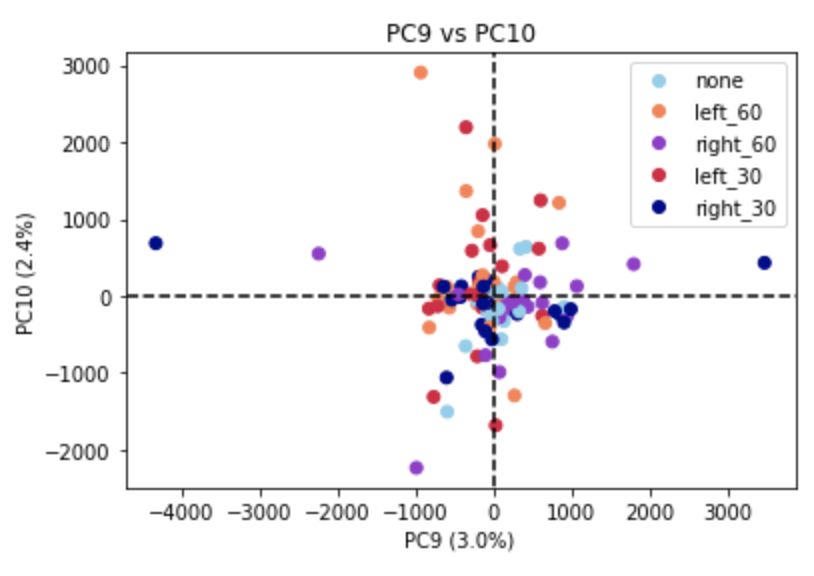 PC9 vs PC10
3000
2000
1000
0
−1000
−2000
PC10 (2.4%)
none
left_60
right_60
left_30
right_30
−4000 −3000 −2000 −1000 0 1000 2000 3000
PC9 (3.0%)